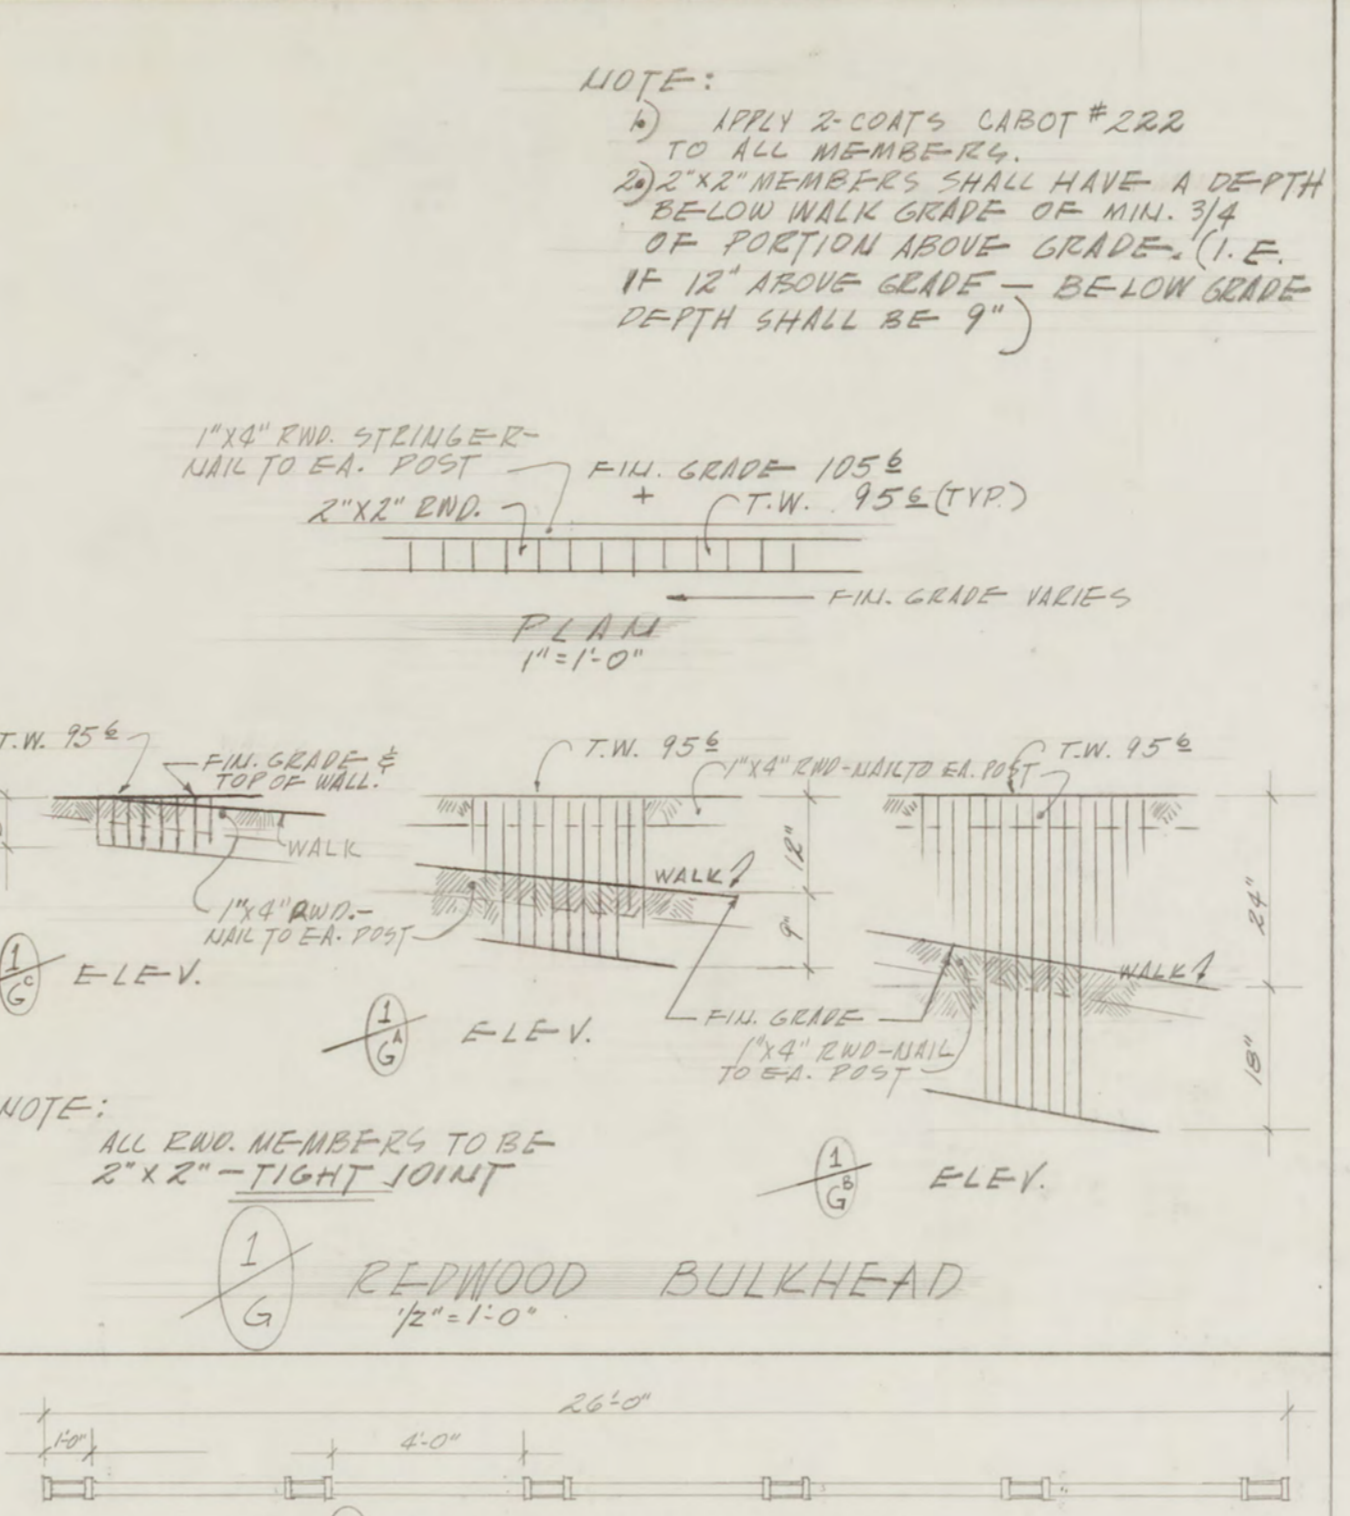 NOTE:
1.) APPLY 2-COATS CABOT #222
TO ALL MEMBERS.
2.) 2"X2" MEMBERS SHALL HAVE A DEPTH
BELOW WALK GRADE OF MIN. 3/4
OF PORTION ABOVE GRADE. (I.E.
IF 12" ABOVE GRADE — BELOW GRADE
DEPTH SHALL BE 9")
1"X4" RWD. STRINGER-
NAIL TO EA. POST
FIN. GRADE 105 6
+
2"X2" RWD.
T.W. 95 6 (TYP.)
FIN. GRADE VARIES
PLAN
1"=1'-0"
T.W. 95 6
FIN. GRADE &
TOP OF WALL.
WALK
1"X4" RWD.-
NAIL TO EA. POST
1
G C
ELEV.
T.W. 95 6
1"X4" RWD-NAIL TO EA. POST
WALK
12"
9"
1
G A
ELEV.
FIN. GRADE
T.W. 95 6
WALK
24"
18"
1"X4" RWD-NAIL
TO EA. POST
1
G B
ELEV.
NOTE:
ALL RWD. MEMBERS TO BE
2"X2" - TIGHT JOINT
1
G
REDWOOD BULKHEAD
1/2"=1'-0"
26'-0"
1'-0"
4'-0"